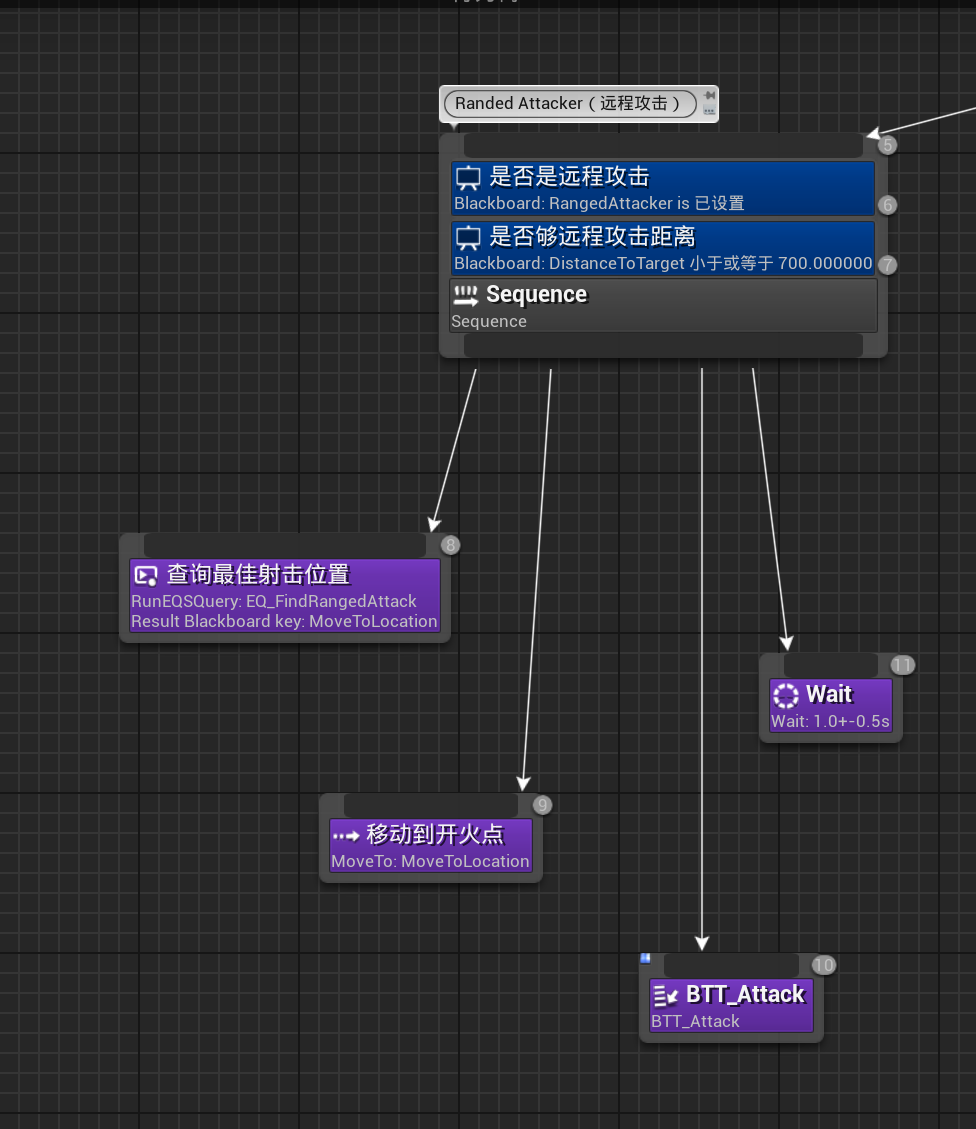 Randed Attacker ( 远程攻击 )
5
是否是远程攻击
Blackboard: RangedAttacker is 已设置
6
是否够远程攻击距离
Blackboard: DistanceToTarget 小于或等于 700.000000
7
Sequence
Sequence
8
查询最佳射击位置
RunEQSQuery: EQ_FindRangedAttack
Result Blackboard key: MoveToLocation
11
Wait
Wait: 1.0+-0.5s
9
移动到开火点
MoveTo: MoveToLocation
10
BTT_Attack
BTT_Attack